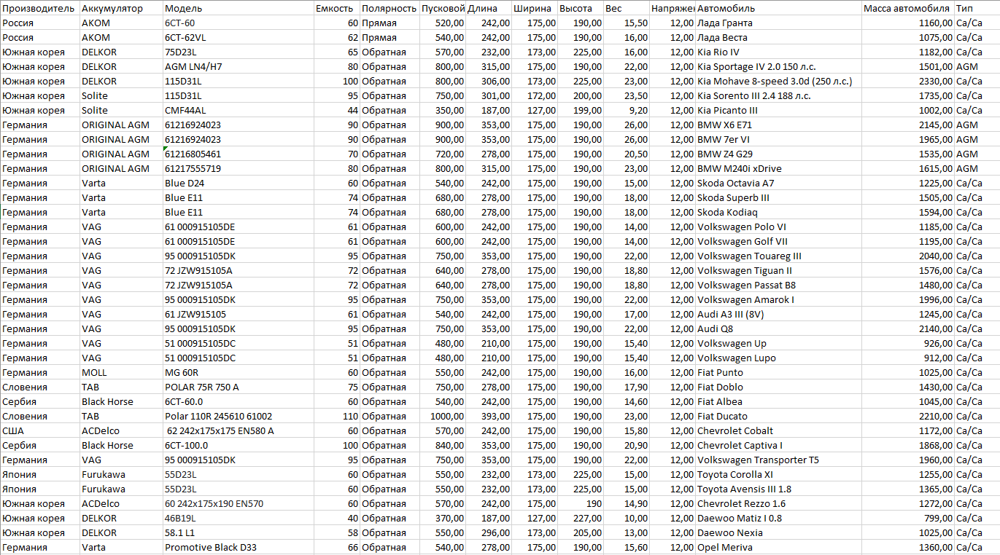 Производитель Аккумулятор Модель Емкость Полярность Пусковой Длина Ширина Высота Вес Напряжен Автомобиль Масса автомобиля Тип
Россия АКОМ 6СТ-60 60 Прямая 520,00 242,00 175,00 190,00 15,50 12,00 Лада Гранта 1160,00 Ca/Ca
Россия АКОМ 6СТ-62VL 62 Прямая 540,00 242,00 175,00 190,00 16,00 12,00 Лада Веста 1075,00 Ca/Ca
Южная корея DELKOR 75D23L 65 Обратная 570,00 232,00 173,00 225,00 16,00 12,00 Kia Rio IV 1182,00 Ca/Ca
Южная корея DELKOR AGM LN4/H7 80 Обратная 800,00 315,00 175,00 190,00 22,00 12,00 Kia Sportage IV 2.0 150 л.с. 1501,00 AGM
Южная корея DELKOR 115D31L 100 Обратная 800,00 306,00 173,00 225,00 23,00 12,00 Kia Mohave 8-speed 3.0d (250 л.с.) 2330,00 Ca/Ca
Южная корея Solite 115D31L 95 Обратная 750,00 301,00 172,00 200,00 23,50 12,00 Kia Sorento III 2.4 188 л.с. 1735,00 Ca/Ca
Южная корея Solite CMF44AL 44 Обратная 350,00 187,00 127,00 199,00 9,20 12,00 Kia Picanto III 1002,00 Ca/Ca
Германия ORIGINAL AGM 61216924023 90 Обратная 900,00 353,00 175,00 190,00 26,00 12,00 BMW X6 E71 2145,00 AGM
Германия ORIGINAL AGM 61216924023 90 Обратная 900,00 353,00 175,00 190,00 26,00 12,00 BMW 7er VI 1965,00 AGM
Германия ORIGINAL AGM 61216805461 70 Обратная 720,00 278,00 175,00 190,00 20,50 12,00 BMW Z4 G29 1535,00 AGM
Германия ORIGINAL AGM 61217555719 80 Обратная 800,00 315,00 175,00 190,00 23,00 12,00 BMW M240i xDrive 1615,00 AGM
Германия Varta Blue D24 60 Обратная 540,00 242,00 175,00 190,00 15,00 12,00 Skoda Octavia A7 1225,00 Ca/Ca
Германия Varta Blue E11 74 Обратная 680,00 278,00 175,00 190,00 18,00 12,00 Skoda Superb III 1505,00 Ca/Ca
Германия Varta Blue E11 74 Обратная 680,00 278,00 175,00 190,00 18,00 12,00 Skoda Kodiaq 1594,00 Ca/Ca
Германия VAG 61 000915105DE 61 Обратная 600,00 242,00 175,00 190,00 14,00 12,00 Volkswagen Polo VI 1185,00 Ca/Ca
Германия VAG 61 000915105DE 61 Обратная 600,00 242,00 175,00 190,00 14,00 12,00 Volkswagen Golf VII 1195,00 Ca/Ca
Германия VAG 95 000915105DK 95 Обратная 750,00 353,00 175,00 190,00 22,00 12,00 Volkswagen Touareg III 2040,00 Ca/Ca
Германия VAG 72 JZW915105A 72 Обратная 640,00 278,00 175,00 190,00 18,80 12,00 Volkswagen Tiguan II 1576,00 Ca/Ca
Германия VAG 72 JZW915105A 72 Обратная 640,00 278,00 175,00 190,00 18,80 12,00 Volkswagen Passat B8 1480,00 Ca/Ca
Германия VAG 95 000915105DK 95 Обратная 750,00 353,00 175,00 190,00 22,00 12,00 Volkswagen Amarok I 1996,00 Ca/Ca
Германия VAG 61 JZW915105 61 Обратная 540,00 242,00 175,00 190,00 17,00 12,00 Audi A3 III (8V) 1245,00 Ca/Ca
Германия VAG 95 000915105DK 95 Обратная 750,00 353,00 175,00 190,00 22,00 12,00 Audi Q8 2140,00 Ca/Ca
Германия VAG 51 000915105DC 51 Обратная 480,00 210,00 175,00 190,00 15,40 12,00 Volkswagen Up 926,00 Ca/Ca
Германия VAG 51 000915105DC 51 Обратная 480,00 210,00 175,00 190,00 15,40 12,00 Volkswagen Lupo 912,00 Ca/Ca
Германия MOLL MG 60R 60 Обратная 550,00 242,00 175,00 190,00 16,00 12,00 Fiat Punto 1025,00 Ca/Ca
Словения TAB POLAR 75R 750 A 75 Обратная 750,00 278,00 175,00 190,00 17,90 12,00 Fiat Doblo 1430,00 Ca/Ca
Сербия Black Horse 6СТ-60.0 60 Обратная 540,00 242,00 175,00 190,00 14,60 12,00 Fiat Albea 1045,00 Ca/Ca
Словения TAB Polar 110R 245610 61002 110 Обратная 1000,00 393,00 175,00 190,00 23,00 12,00 Fiat Ducato 2210,00 Ca/Ca
США ACDelco 62 242x175x175 EN580 A 60 Обратная 570,00 242,00 175,00 190,00 15,80 12,00 Chevrolet Cobalt 1172,00 Ca/Ca
Сербия Black Horse 6СТ-100.0 100 Обратная 840,00 353,00 175,00 190,00 20,90 12,00 Chevrolet Captiva I 1868,00 Ca/Ca
Германия VAG 95 000915105DK 95 Обратная 750,00 353,00 175,00 190,00 22,00 12,00 Volkswagen Transporter T5 1960,00 Ca/Ca
Япония Furukawa 55D23L 60 Обратная 550,00 232,00 173,00 225,00 15,00 12,00 Toyota Corolla XI 1255,00 Ca/Ca
Япония Furukawa 55D23L 60 Обратная 550,00 232,00 173,00 225,00 15,00 12,00 Toyota Avensis III 1.8 1365,00 Ca/Ca
Южная корея ACDelco 60 242x175x190 EN570 60 Обратная 570,00 242,00 175,00 190 14,90 12,00 Chevrolet Rezzo 1.6 1272,00 Ca/Ca
Южная корея DELKOR 46B19L 40 Обратная 370,00 187,00 127,00 227,00 10,00 12,00 Daewoo Matiz I 0.8 799,00 Ca/Ca
Южная корея DELKOR 58.1 L1 58 Обратная 550,00 296,00 173,00 205,00 13,00 12,00 Daewoo Nexia 1025,00 Ca/Ca
Германия Varta Promotive Black D33 66 Обратная 540,00 278,00 175,00 190,00 15,60 12,00 Opel Meriva 1360,00 Ca/Ca